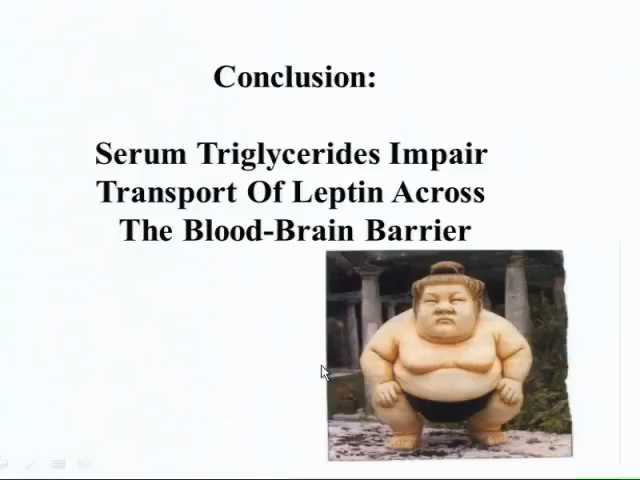 Conclusion:
Serum Triglycerides Impair
Transport Of Leptin Across
The Blood-Brain Barrier